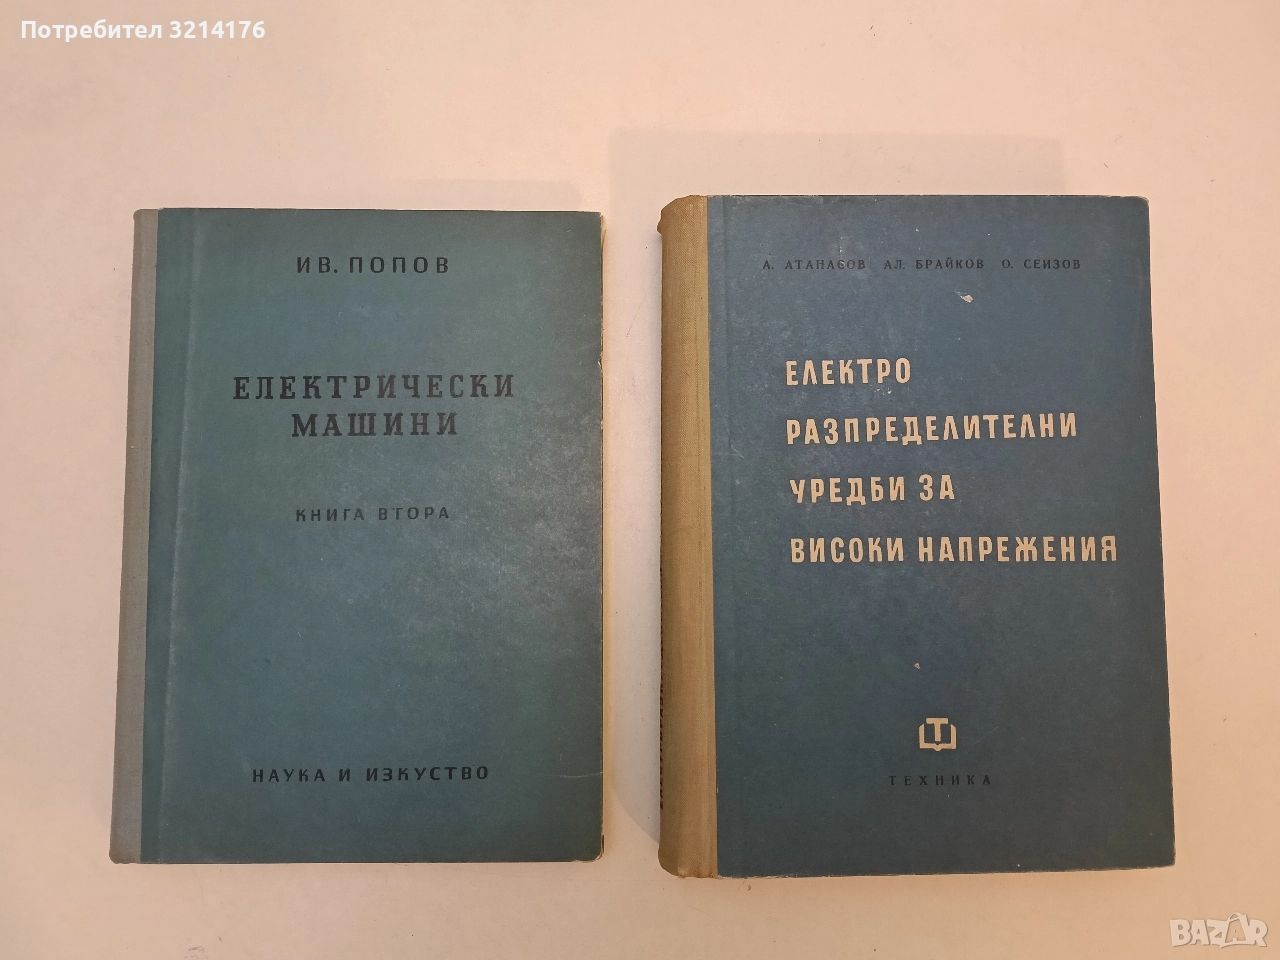 Потребител 3214176
ИВ. ПОПОВ
ЕЛЕКТРИЧЕСКИ
МАШИНИ
КНИГА ВТОРА
НАУКА И ИЗКУСТВО
А. АТАНАСОВ АЛ. БРАЙКОВ О. СЕИЗОВ
ЕЛЕКТРО
РАЗПРЕДЕЛИТЕЛНИ
УРЕДБИ ЗА
ВИСОКИ НАПРЕЖЕНИЯ
Т
ТЕХНИКА
BAZAR